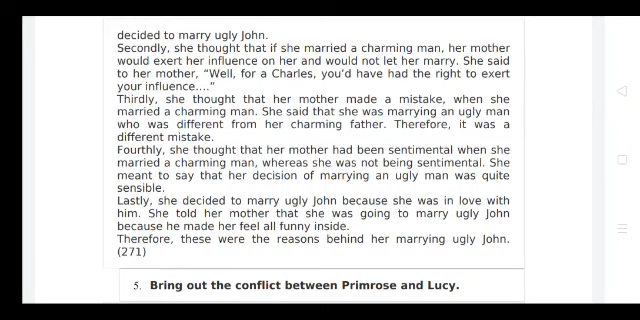 decided to marry ugly John.
Secondly, she thought that if she married a charming man, her mother
would exert her influence on her and would not let her marry. She said
to her mother, “Well, for a Charles, you’d have had the right to exert
your influence....”
Thirdly, she thought that her mother made a mistake, when she
married a charming man. She said that she was marrying an ugly man
who was different from her charming father. Therefore, it was a
different mistake.
Fourthly, she thought that her mother had been sentimental when she
married a charming man, whereas she was not being sentimental. She
meant to say that her decision of marrying an ugly man was quite
sensible.
Lastly, she decided to marry ugly John because she was in love with
him. She told her mother that she was going to marry ugly John
because he made her feel all funny inside.
Therefore, these were the reasons behind her marrying ugly John.
(271)
5. Bring out the conflict between Primrose and Lucy.